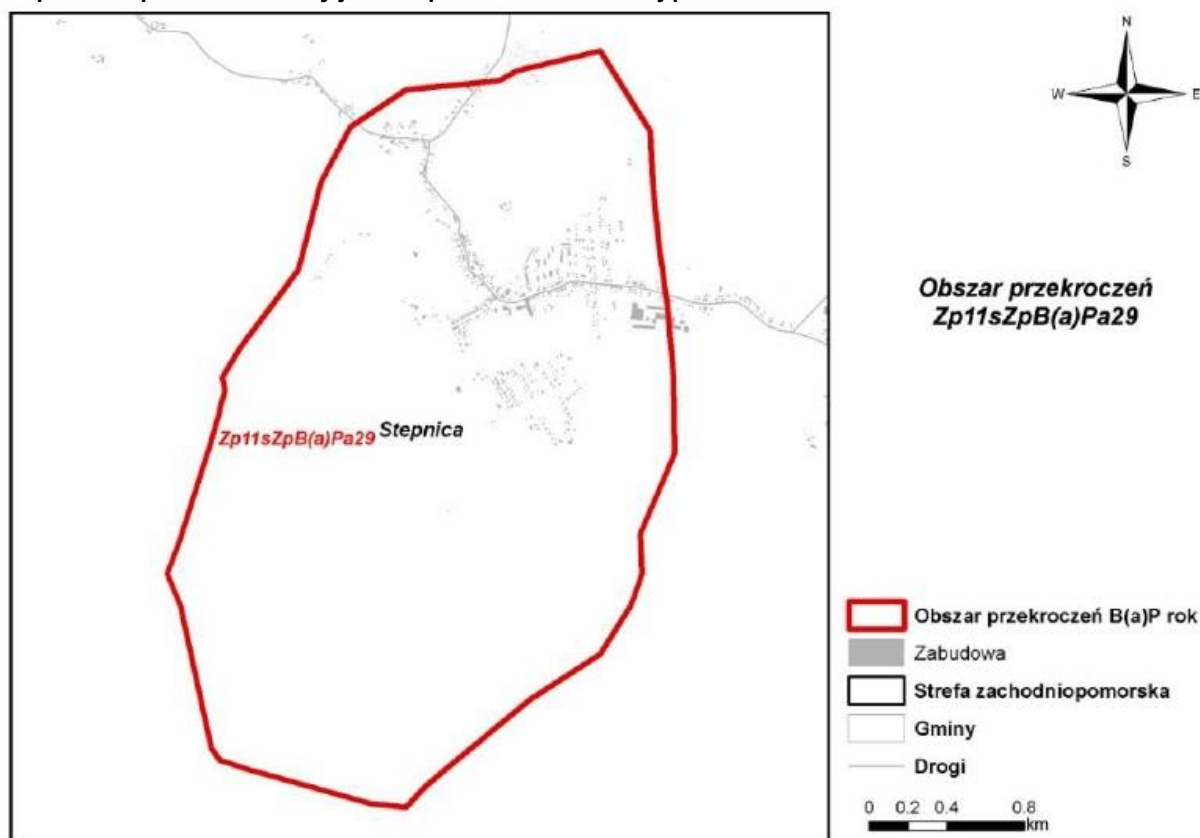 N
W E
S
Obszar przekroczeń
Zp11sZpB(a)Pa29
Zp11sZpB(a)Pa29 Stepnica
Obszar przekroczeń B(a)P rok
Zabudowa
Strefa zachodniopomorska
Gminy
Drogi
0 0.2 0.4 0.8
km